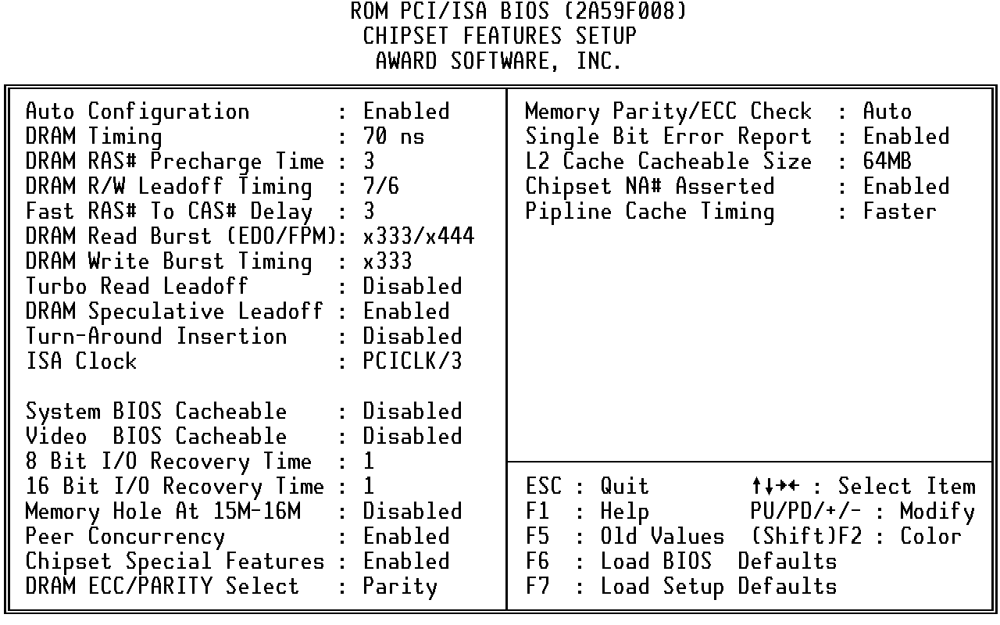 ROM PCI/ISA BIOS (2A59F008)
CHIPSET FEATURES SETUP
AWARD SOFTWARE, INC.
Auto Configuration : Enabled
DRAM Timing : 70 ns
DRAM RAS# Precharge Time : 3
DRAM R/W Leadoff Timing : 7/6
Fast RAS# To CAS# Delay : 3
DRAM Read Burst (EDO/FPM): x333/x444
DRAM Write Burst Timing : x333
Turbo Read Leadoff : Disabled
DRAM Speculative Leadoff : Enabled
Turn-Around Insertion : Disabled
ISA Clock : PCICLK/3
System BIOS Cacheable : Disabled
Video BIOS Cacheable : Disabled
8 Bit I/O Recovery Time : 1
16 Bit I/O Recovery Time : 1
Memory Hole At 15M-16M : Disabled
Peer Concurrency : Enabled
Chipset Special Features : Enabled
DRAM ECC/PARITY Select : Parity
Memory Parity/ECC Check : Auto
Single Bit Error Report : Enabled
L2 Cache Cacheable Size : 64MB
Chipset NA# Asserted : Enabled
Pipline Cache Timing : Faster
ESC : Quit ↑↓→← : Select Item
F1 : Help PU/PD/+/- : Modify
F5 : Old Values (Shift)F2 : Color
F6 : Load BIOS Defaults
F7 : Load Setup Defaults